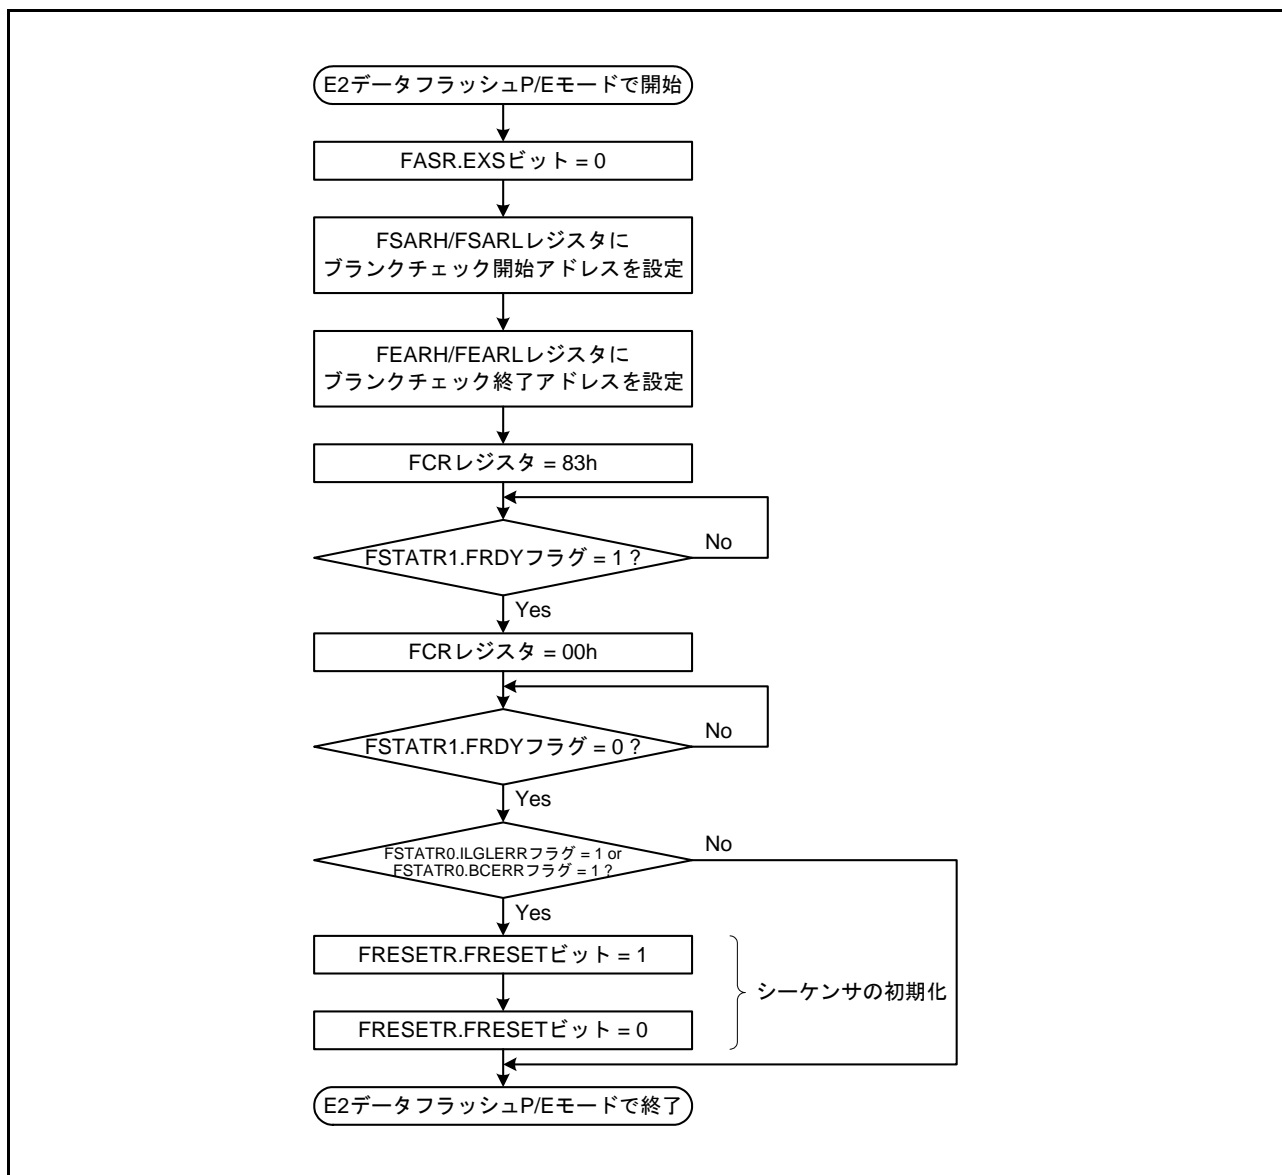 E2データフラッシュP/Eモードで開始
FASR.EXSビット = 0
FSARH/FSARLレジスタに
ブランクチェック開始アドレスを設定
FEARH/FEARLレジスタに
ブランクチェック終了アドレスを設定
FCRレジスタ = 83h
FSTATR1.FRDYフラグ = 1 ?
No
Yes
FCRレジスタ = 00h
FSTATR1.FRDYフラグ = 0 ?
No
Yes
FSTATR0.ILGLERRフラグ = 1 or
FSTATR0.BCERRフラグ = 1 ?
No
Yes
FRESETR.FRESETビット = 1
シーケンサの初期化
FRESETR.FRESETビット = 0
E2データフラッシュP/Eモードで終了